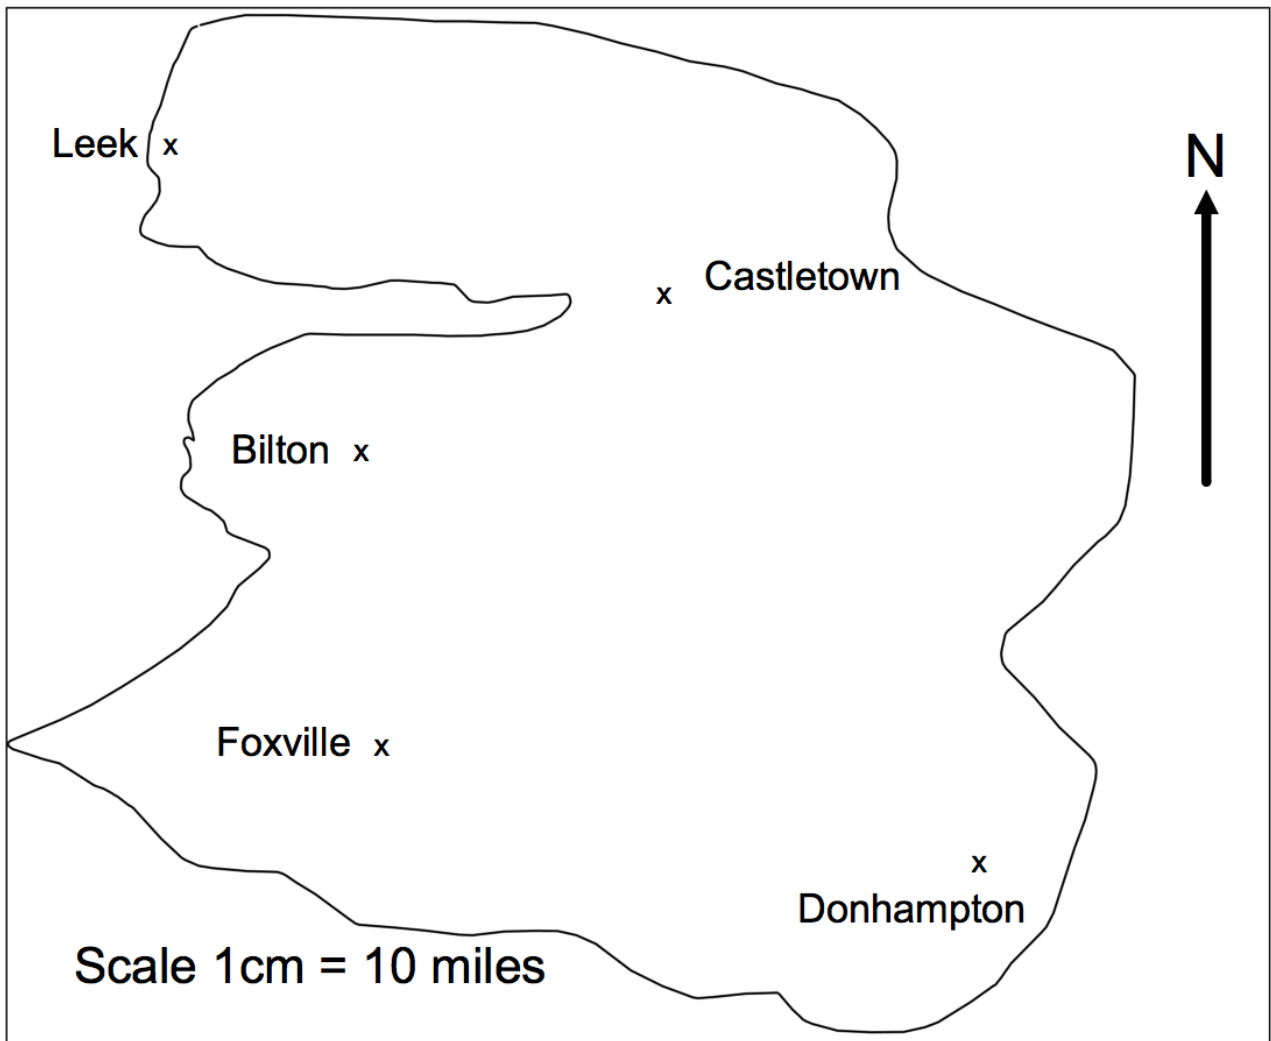 Leek x
N
Castletown
x
Bilton x
Foxville x
x
Donhampton
Scale 1cm = 10 miles